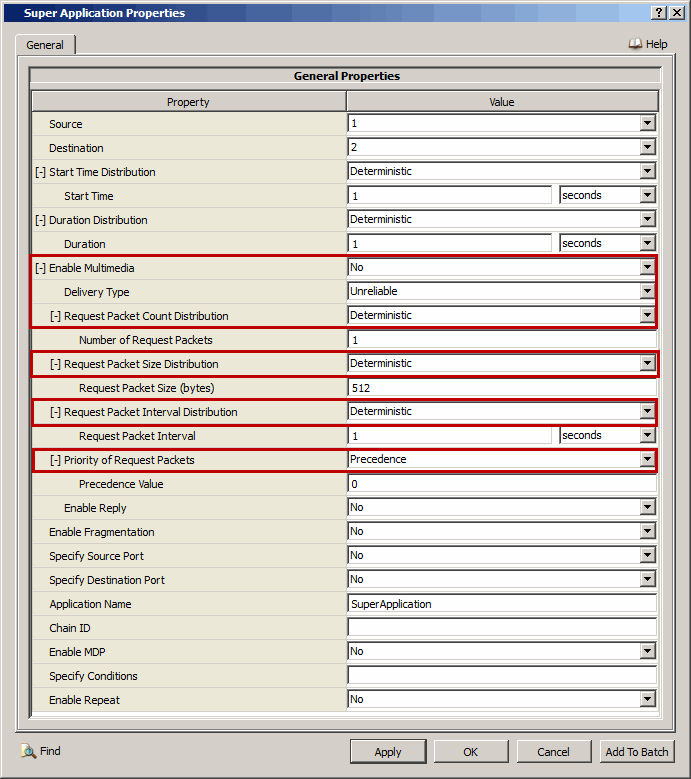 Super Application Properties
General
Help
General Properties
Property Value
Source 1
Destination 2
[-] Start Time Distribution Deterministic
Start Time 1 seconds
[-] Duration Distribution Deterministic
Duration 1 seconds
[-] Enable Multimedia No
Delivery Type Unreliable
[-] Request Packet Count Distribution Deterministic
Number of Request Packets 1
[-] Request Packet Size Distribution Deterministic
Request Packet Size (bytes) 512
[-] Request Packet Interval Distribution Deterministic
Request Packet Interval 1 seconds
[-] Priority of Request Packets Precedence
Precedence Value 0
Enable Reply No
Enable Fragmentation No
Specify Source Port No
Specify Destination Port No
Application Name SuperApplication
Chain ID
Enable MDP No
Specify Conditions
Enable Repeat No
Find Apply OK Cancel Add To Batch